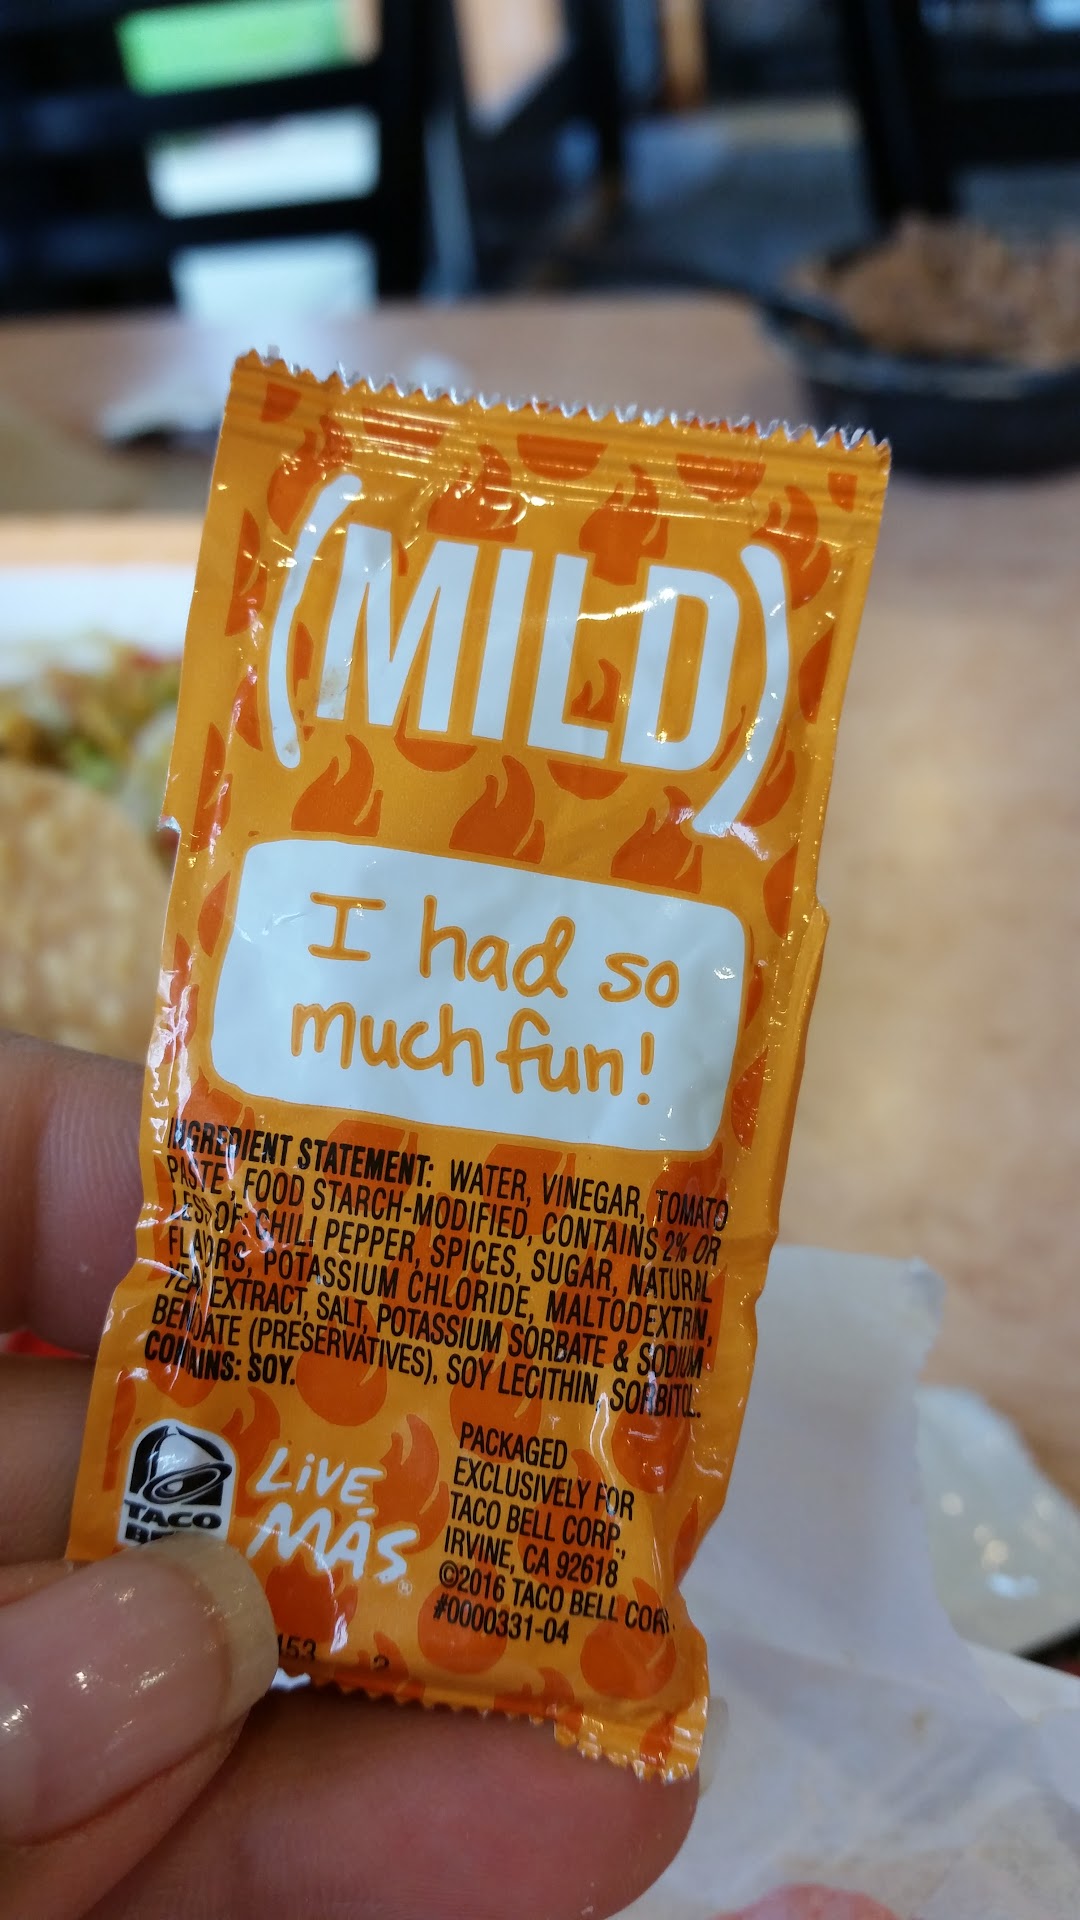 (MILD)
I had so
much fun!
INGREDIENT STATEMENT: WATER, VINEGAR, TOMATO
PASTE, FOOD STARCH-MODIFIED, CONTAINS 2% OR
LESS OF: CHILI PEPPER, SPICES, SUGAR, NATURAL
FLAVORS, POTASSIUM CHLORIDE, MALTODEXTRIN,
YEAST EXTRACT, SALT, POTASSIUM SORBATE & SODIUM
BENZOATE (PRESERVATIVES), SOY LECITHIN, SORBITOL.
CONTAINS: SOY.
TACO
LIVE
MÁS®
PACKAGED
EXCLUSIVELY FOR
TACO BELL CORP.,
IRVINE, CA 92618
©2016 TACO BELL CORP.
#0000331-04